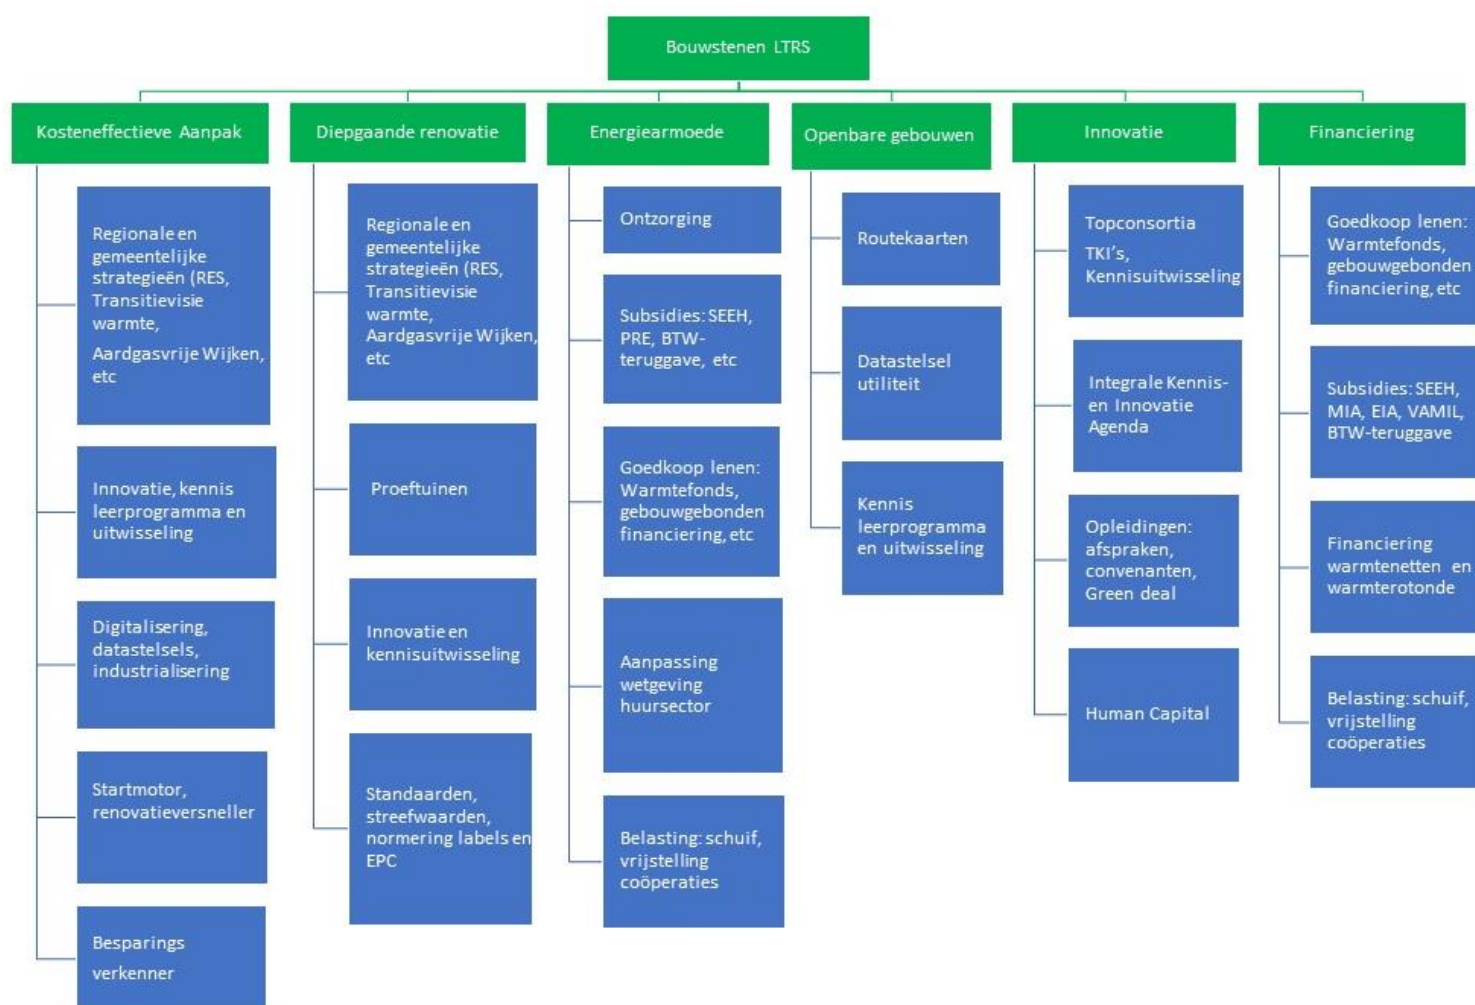 Bouwstenen LTRS
Kosteneffectieve Aanpak
Regionale en
gemeentelijke
strategieën (RES,
Transitievisie
warmte,
Aardgasvrije Wijken,
etc
Innovatie, kennis
leerprogramma en
uitwisseling
Digitalisering,
datastelsels,
industrialisering
Startmotor,
renovatieversneller
Besparings
verkenner
Diepgaande renovatie
Regionale en
gemeentelijke
strategieën (RES,
Transitievisie
warmte,
Aardgasvrije Wijken,
etc
Proeftuinen
Innovatie en
kennisuitwisseling
Standaarden,
streefwaarden,
normering labels en
EPC
Energiearmoede
Ontzorging
Subsidies: SEEH,
PRE, BTW-
teruggave, etc
Goedkoop lenen:
Warmtefonds,
gebouwgebonden
financiering, etc
Aanpassing
wetgeving
huursector
Belasting: schuif,
vrijstelling
coöperaties
Openbare gebouwen
Routekaarten
Datastelsel
utiliteit
Kennis
leerprogramma
en uitwisseling
Innovatie
Topconsortia
TKI's,
Kennisuitwisseling
Integrale Kennis-
en Innovatie
Agenda
Opleidingen:
afspraken,
convenanten,
Green deal
Human Capital
Financiering
Goedkoop lenen:
Warmtefonds,
gebouwgebonden
financiering, etc
Subsidies: SEEH,
MIA, EIA, VAMIL,
BTW-teruggave
Financiering
warmtenetten en
warmterotonde
Belasting: schuif,
vrijstelling
coöperaties